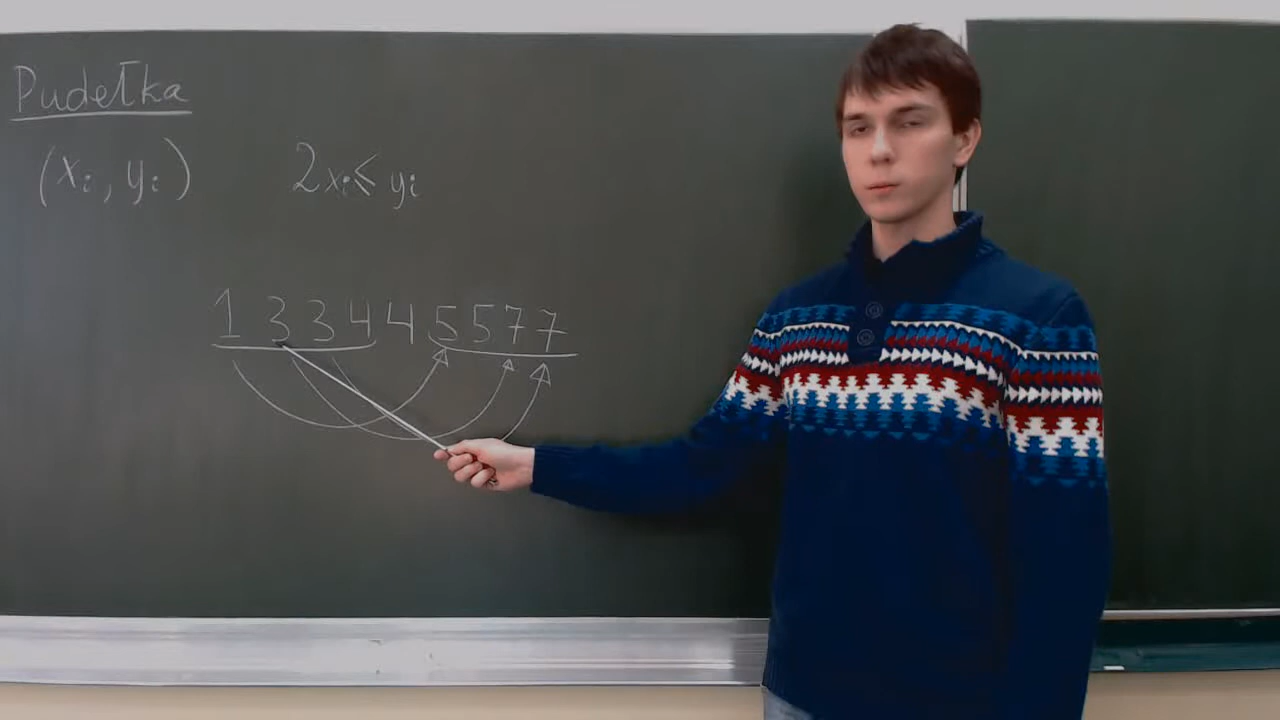 Pudełka
(xᵢ, yᵢ) 2xᵢ ≤ yᵢ
1 3 3 4 4 5 5 7 7